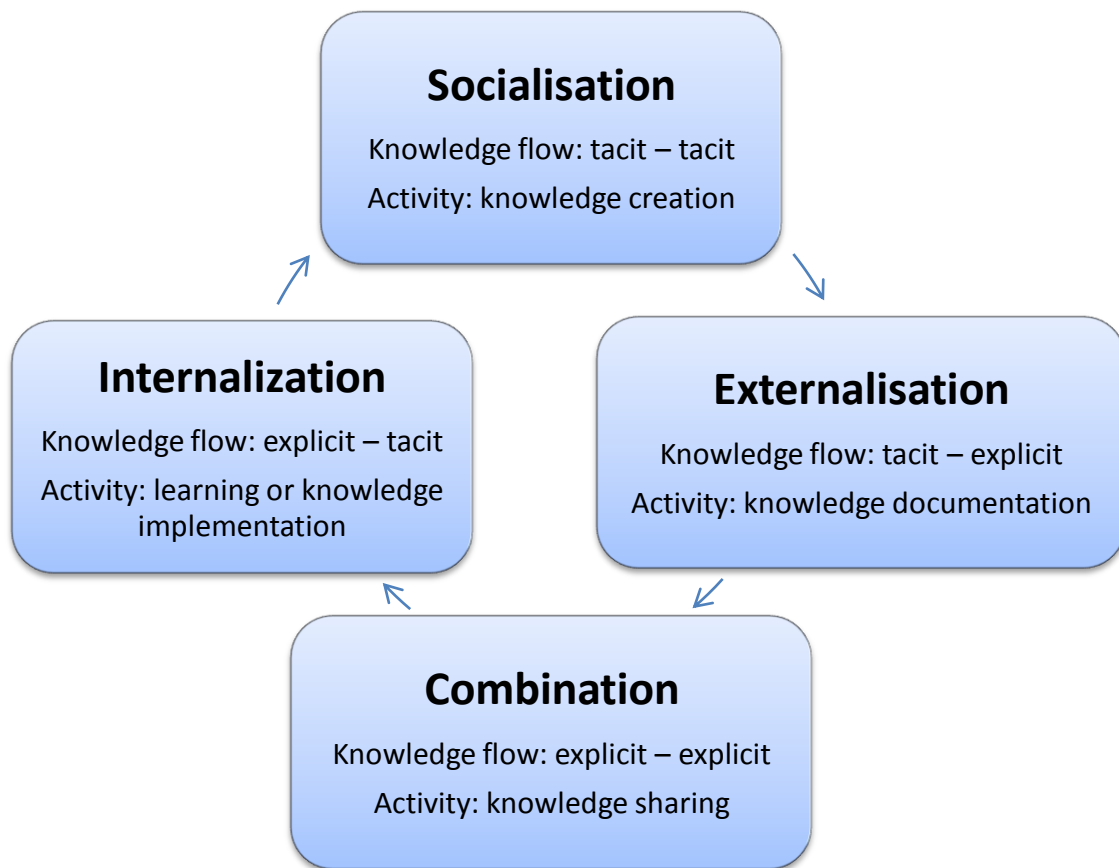 Socialisation
Knowledge flow: tacit – tacit
Activity: knowledge creation
Internalization
Knowledge flow: explicit – tacit
Activity: learning or knowledge
implementation
Externalisation
Knowledge flow: tacit – explicit
Activity: knowledge documentation
Combination
Knowledge flow: explicit – explicit
Activity: knowledge sharing